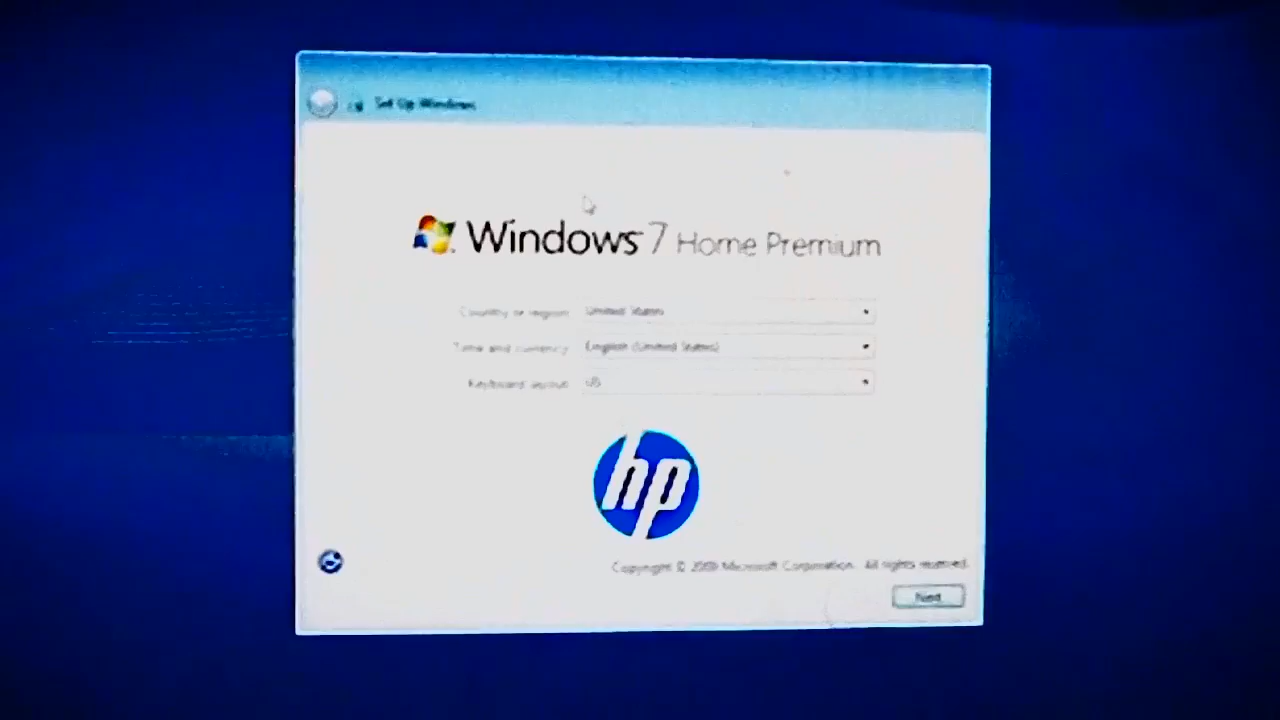 Set Up Windows
Windows 7 Home Premium
Country or region: United States
Time and currency: English (United States)
Keyboard layout: US
hp
Copyright © 2009 Microsoft Corporation. All rights reserved.
Next